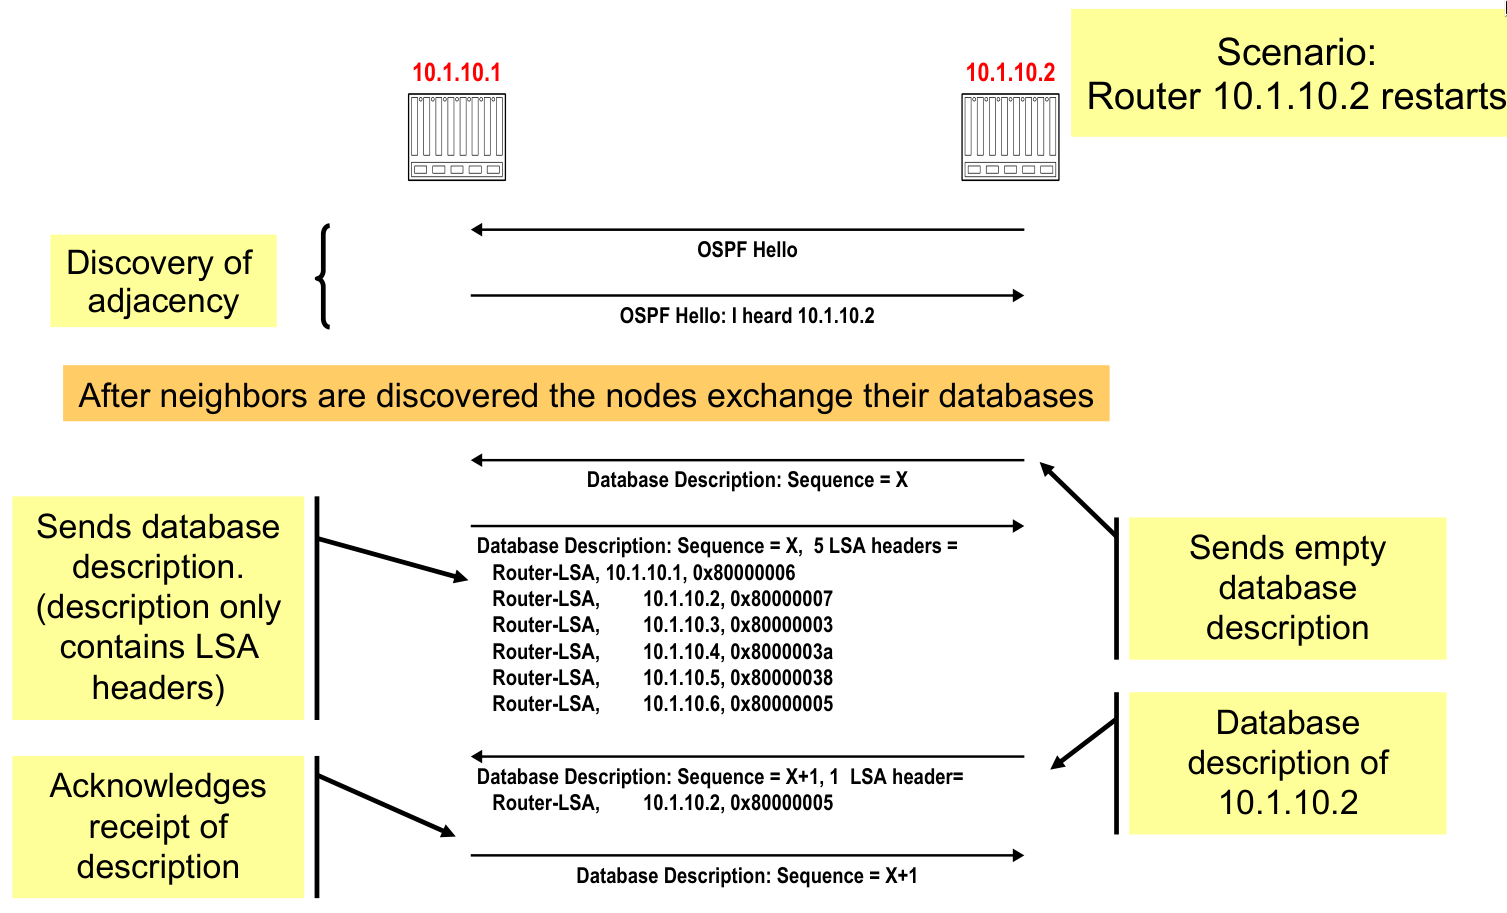 10.1.10.1
10.1.10.2
Scenario:
Router 10.1.10.2 restarts
Discovery of
adjacency
OSPF Hello
OSPF Hello: I heard 10.1.10.2
After neighbors are discovered the nodes exchange their databases
Database Description: Sequence = X
Sends database
description.
(description only
contains LSA
headers)
Database Description: Sequence = X, 5 LSA headers =
Router-LSA, 10.1.10.1, 0x80000006
Router-LSA, 10.1.10.2, 0x80000007
Router-LSA, 10.1.10.3, 0x80000003
Router-LSA, 10.1.10.4, 0x8000003a
Router-LSA, 10.1.10.5, 0x80000038
Router-LSA, 10.1.10.6, 0x80000005
Sends empty
database
description
Database Description: Sequence = X+1, 1 LSA header=
Router-LSA, 10.1.10.2, 0x80000005
Database
description of
10.1.10.2
Acknowledges
receipt of
description
Database Description: Sequence = X+1